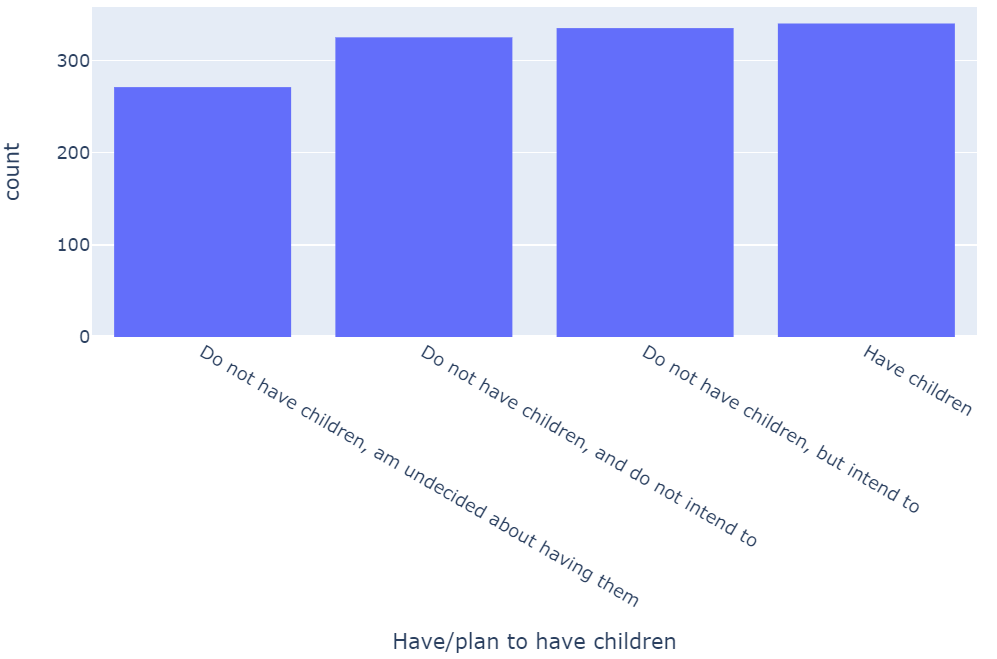 count
300
200
100
0
Do not have children, am undecided about having them
Do not have children, and do not intend to
Do not have children, but intend to
Have children
Have/plan to have children